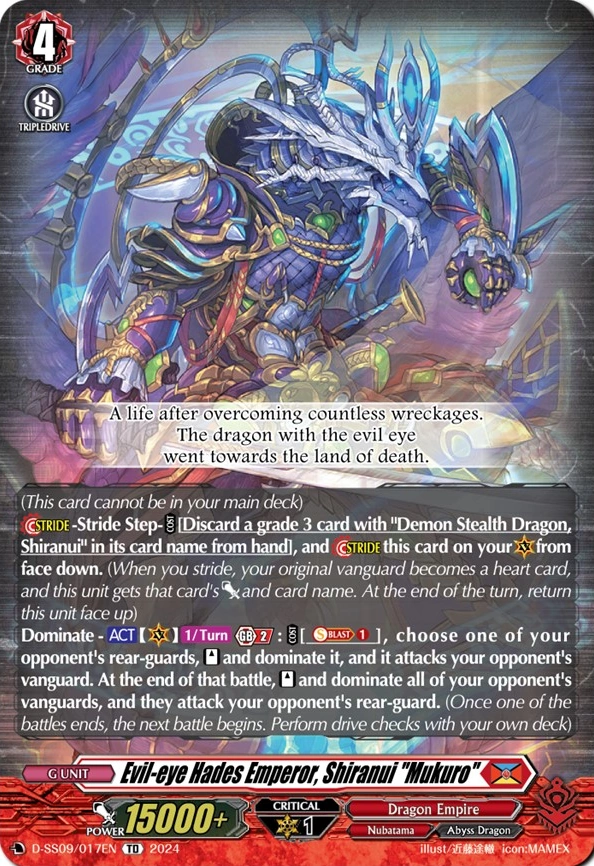 4
GRADE
TRIPLEDRIVE
A life after overcoming countless wreckages.
The dragon with the evil eye
went towards the land of death.
(This card cannot be in your main deck)
STRIDE -Stride Step- COST [Discard a grade 3 card with "Demon Stealth Dragon,
Shiranui" in its card name from hand], and STRIDE this card on your V from
face down. (When you stride, your original vanguard becomes a heart card,
and this unit gets that card's and card name. At the end of the turn, return
this unit face up)
Dominate - ACT【V】1/Turn GB 2 : COST [ S BLAST 1 ], choose one of your
opponent's rear-guards, and dominate it, and it attacks your opponent's
vanguard. At the end of that battle, and dominate all of your opponent's
vanguards, and they attack your opponent's rear-guard. (Once one of the
battles ends, the next battle begins. Perform drive checks with your own deck)
G UNIT Evil-eye Hades Emperor, Shiranui "Mukuro"
POWER 15000+ CRITICAL 1 Dragon Empire
Nubatama Abyss Dragon
D-SS09/017EN TD 2024 illust/近藤途轍 icon:MAMEX